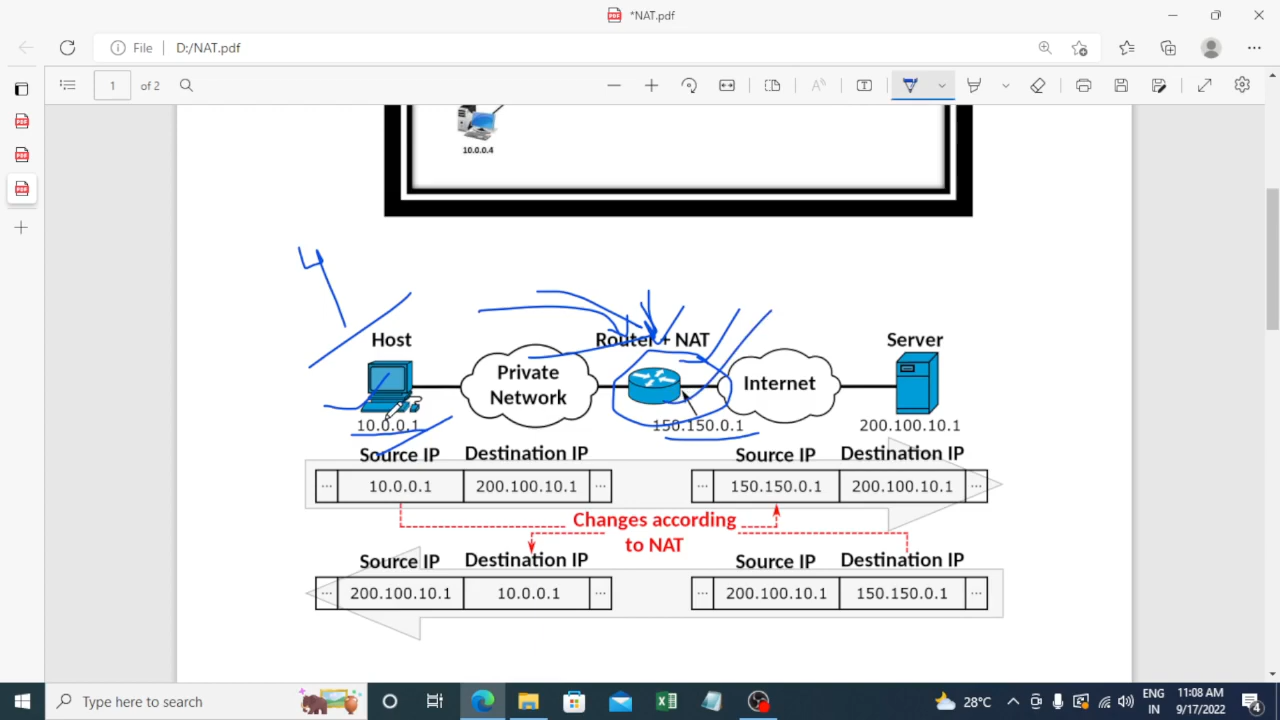 *NAT.pdf
File D:/NAT.pdf
1 of 2
10.0.0.4
4
Host Router + NAT Server
Private Network
Internet
10.0.0.1 150.150.0.1 200.100.10.1
Source IP Destination IP Source IP Destination IP
... 10.0.0.1 200.100.10.1 ... ... 150.150.0.1 200.100.10.1 ...
Changes according
to NAT
Source IP Destination IP Source IP Destination IP
... 200.100.10.1 10.0.0.1 ... ... 200.100.10.1 150.150.0.1 ...
Type here to search 28°C ENG 11:08 AM
IN 9/17/2022 4